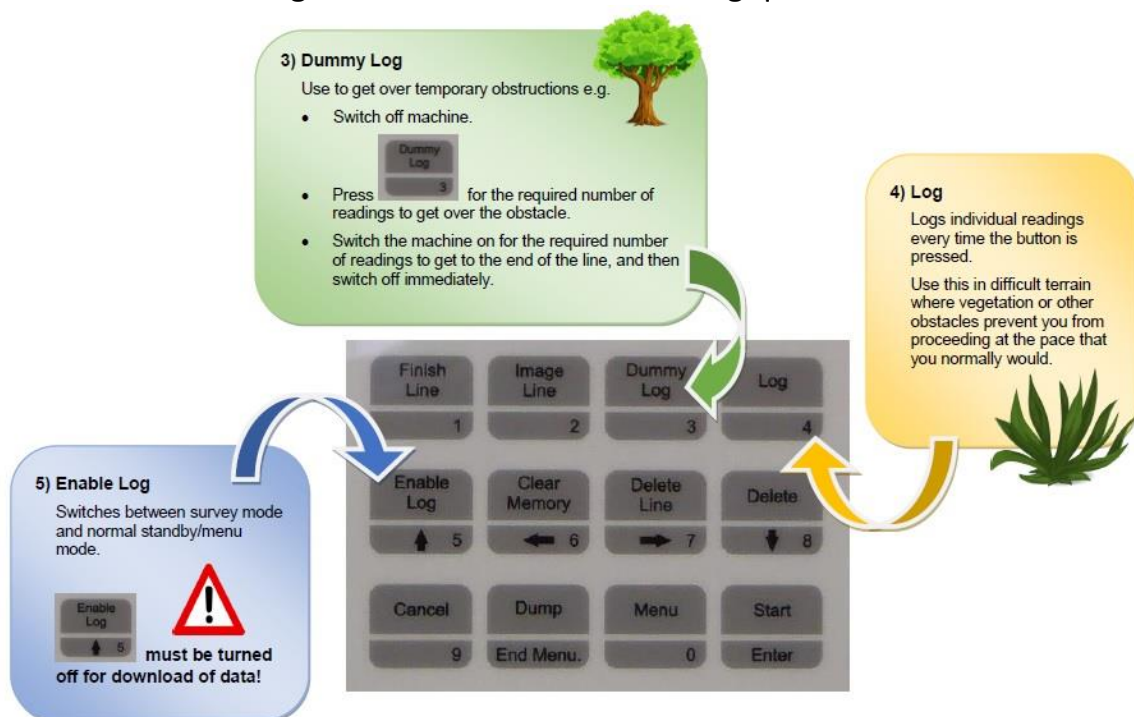 3) Dummy Log
Use to get over temporary obstructions e.g.
• Switch off machine.
Dummy
Log
3
• Press for the required number of
readings to get over the obstacle.
• Switch the machine on for the required number
of readings to get to the end of the line, and then
switch off immediately.
4) Log
Logs individual readings
every time the button is
pressed.
Use this in difficult terrain
where vegetation or other
obstacles prevent you from
proceeding at the pace that
you normally would.
5) Enable Log
Switches between survey mode
and normal standby/menu
mode.
Enable
Log
5
must be turned
off for download of data!
Finish
Line
1
Image
Line
2
Dummy
Log
3
Log
4
Enable
Log
5
Clear
Memory
6
Delete
Line
7
Delete
8
Cancel
9
Dump
End Menu.
Menu
0
Start
Enter